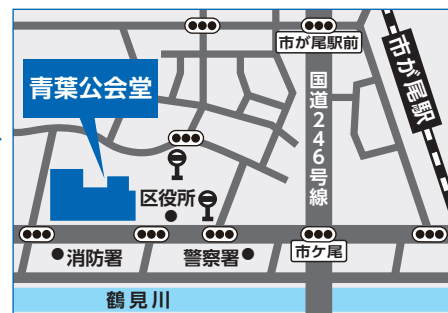 市が尾駅前
青葉公会堂
市が尾駅
国道246号線
区役所
市ケ尾
消防署
警察署
鶴見川